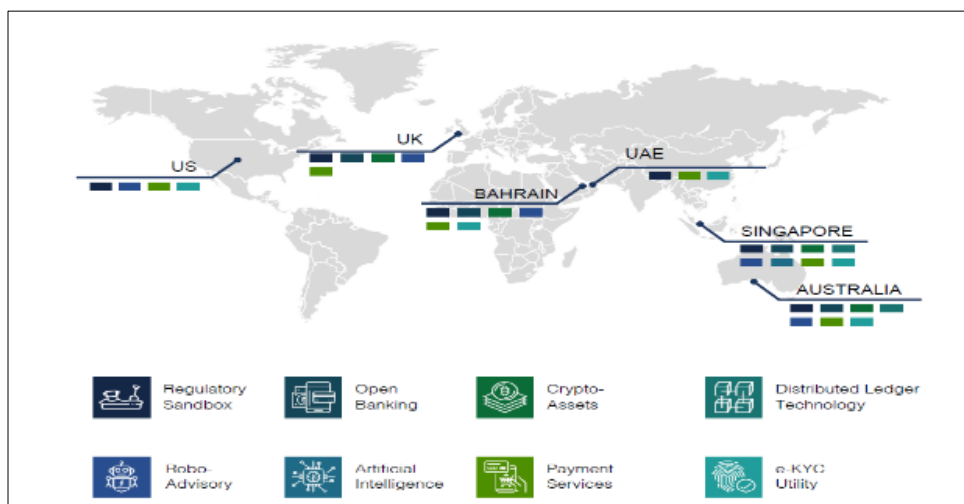 UK
US
UAE
BAHRAIN
SINGAPORE
AUSTRALIA
Regulatory
Sandbox
Open
Banking
Crypto-
Assets
Distributed Ledger
Technology
Robo-
Advisory
Artificial
Intelligence
Payment
Services
e-KYC
Utility